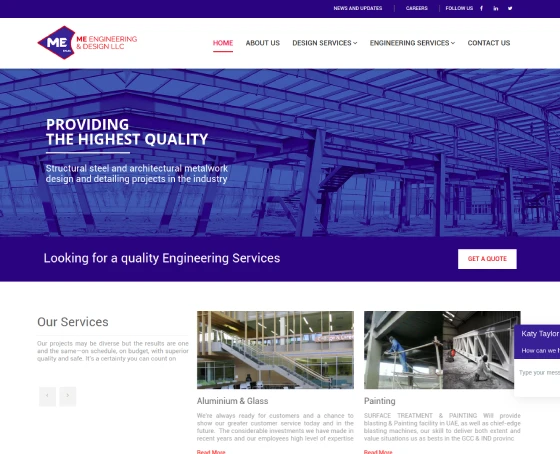 NEWS AND UPDATES
CAREERS
FOLLOW US
ME
ME ENGINEERING
& DESIGN LLC
HOME
ABOUT US
DESIGN SERVICES
ENGINEERING SERVICES
CONTACT US
PROVIDING
THE HIGHEST QUALITY
Structural steel and architectural metalwork
design and detailing projects in the industry
Looking for a quality Engineering Services
GET A QUOTE
Our Services
Our projects may be diverse but the results are one
and the same—on schedule, on budget, with superior
quality and safe. It's a certainty you can count on
Aluminium & Glass
We're always ready for customers and a chance to
show our greater customer service today and in the
future. The considerable investments we have made in
recent years and our employees high level of expertise
Read More
Painting
SURFACE TREATMENT & PAINTING Will provide
blasting & Painting facility in UAE, as well as chief-edge
blasting machines, our skill to deliver both extent and
value situations us as bests in the GCC & IND provinc
Read More
Katy Taylor
How can we
Type your mess